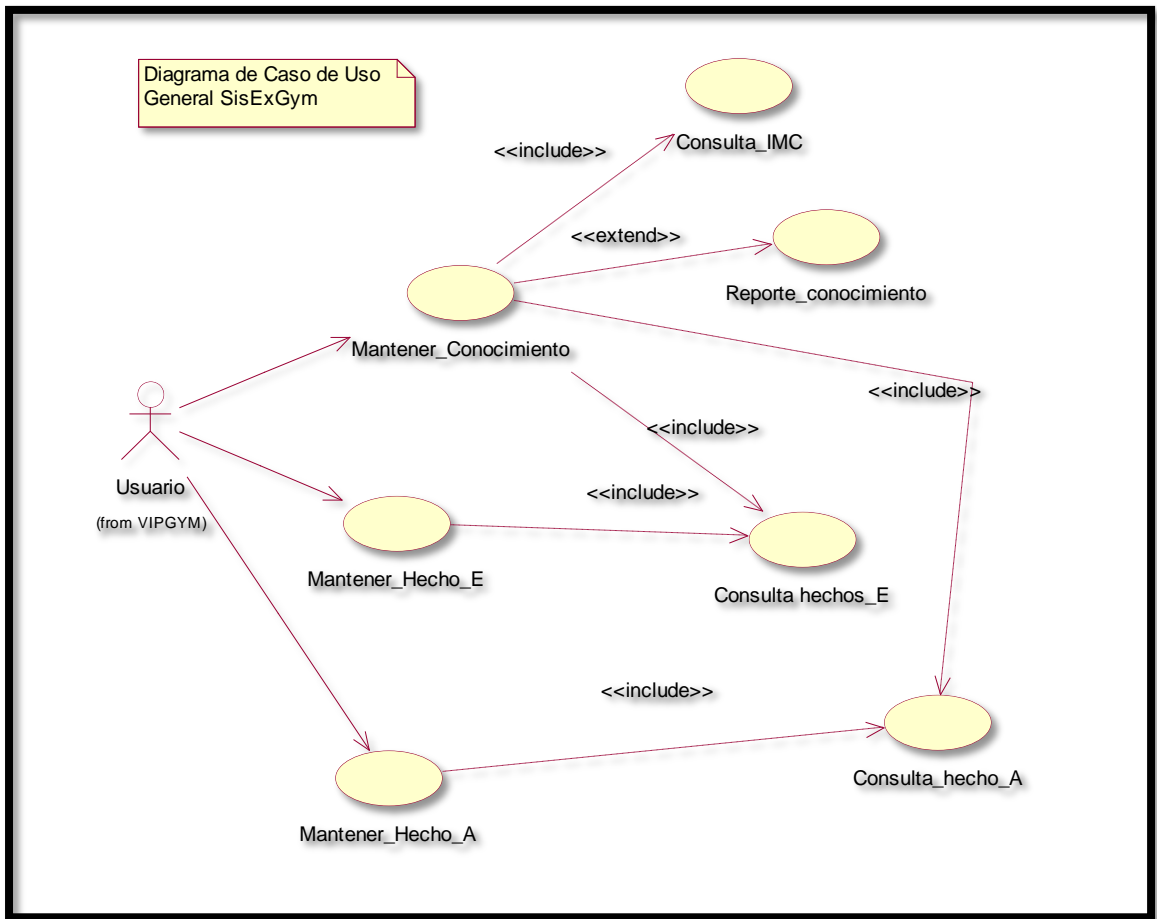 Diagrama de Caso de Uso
General SisExGym
Consulta_IMC
<<include>>
<<extend>>
Reporte_conocimiento
Mantener_Conocimiento
<<include>>
<<include>>
Usuario
(from VIPGYM)
<<include>>
Mantener_Hecho_E
Consulta hechos_E
<<include>>
Consulta_hecho_A
Mantener_Hecho_A